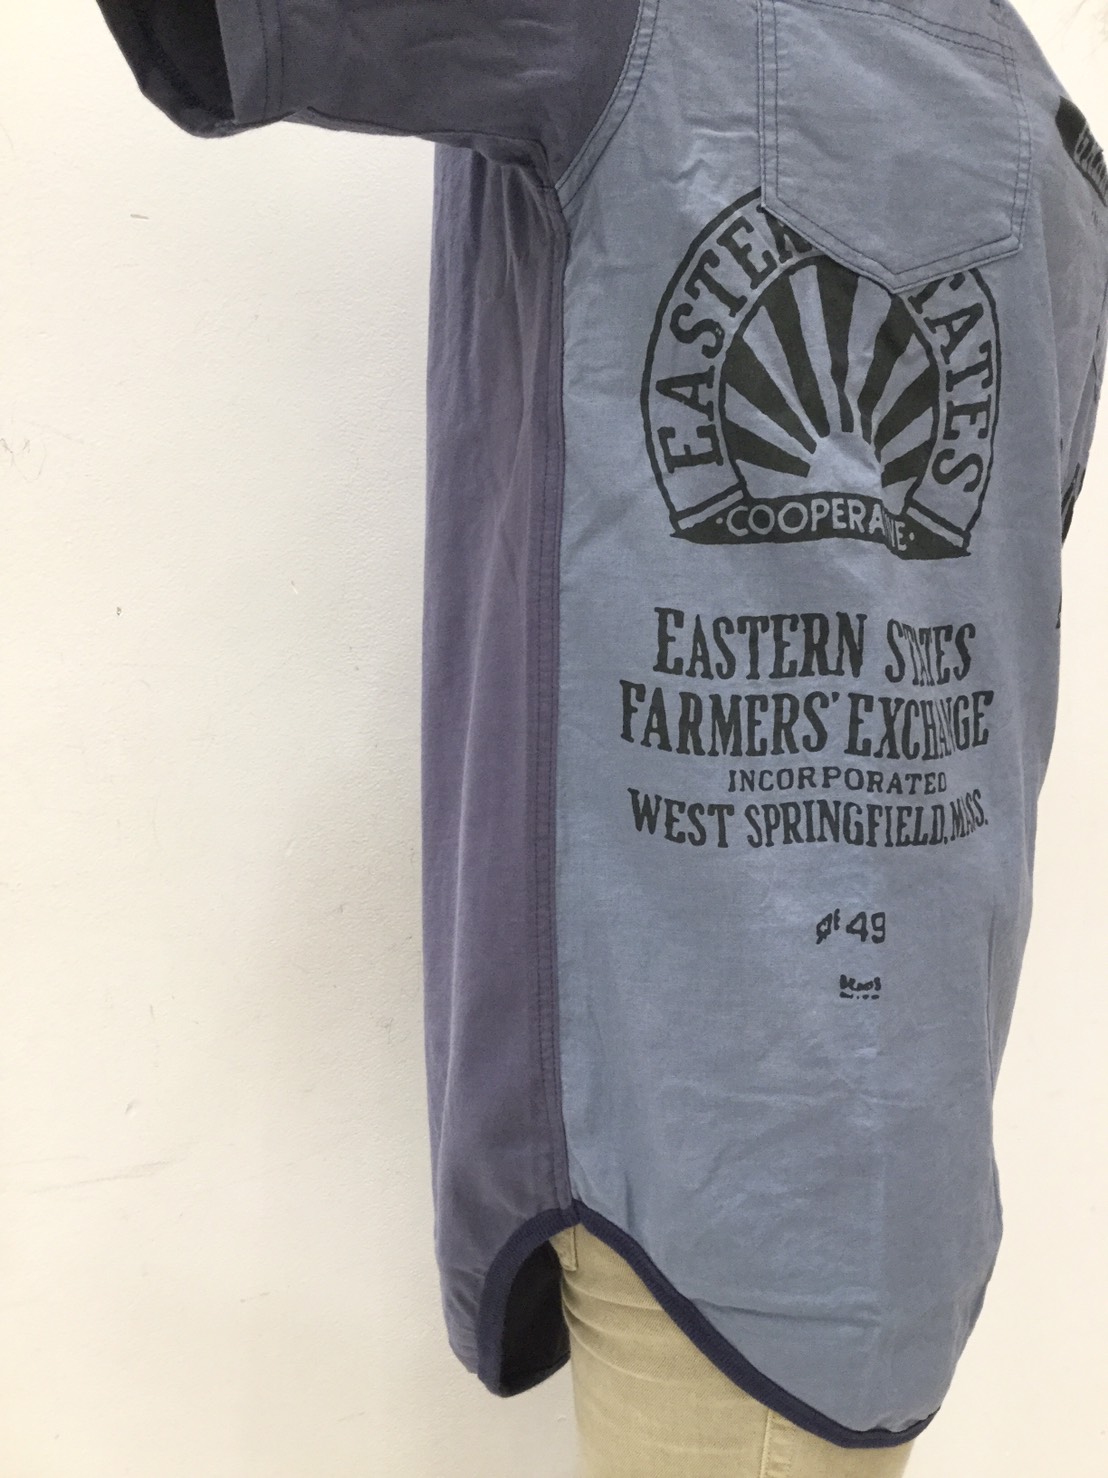 EASTERN STATES
·COOPERATIVE·
EASTERN STATES
FARMERS' EXCHANGE
INCORPORATED
WEST SPRINGFIELD, MASS.
49